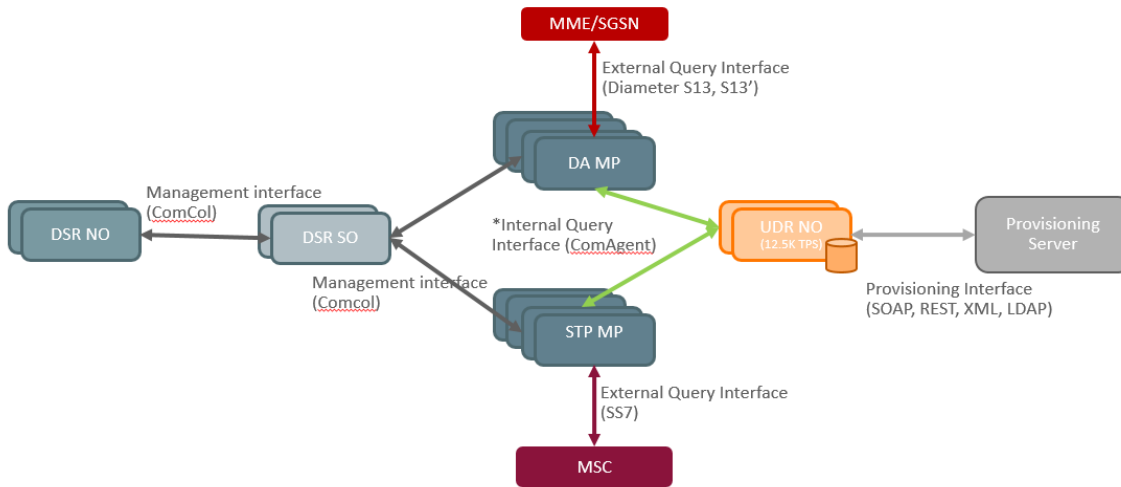 MME/SGSN
External Query Interface
(Diameter S13, S13’)
DA MP
Management interface
(ComCol)
DSR NO
DSR SO
*Internal Query
Interface (ComAgent)
UDR NO
(12.5K TPS)
Provisioning
Server
Management interface
(Comcol)
Provisioning Interface
(SOAP, REST, XML, LDAP)
STP MP
External Query Interface
(SS7)
MSC